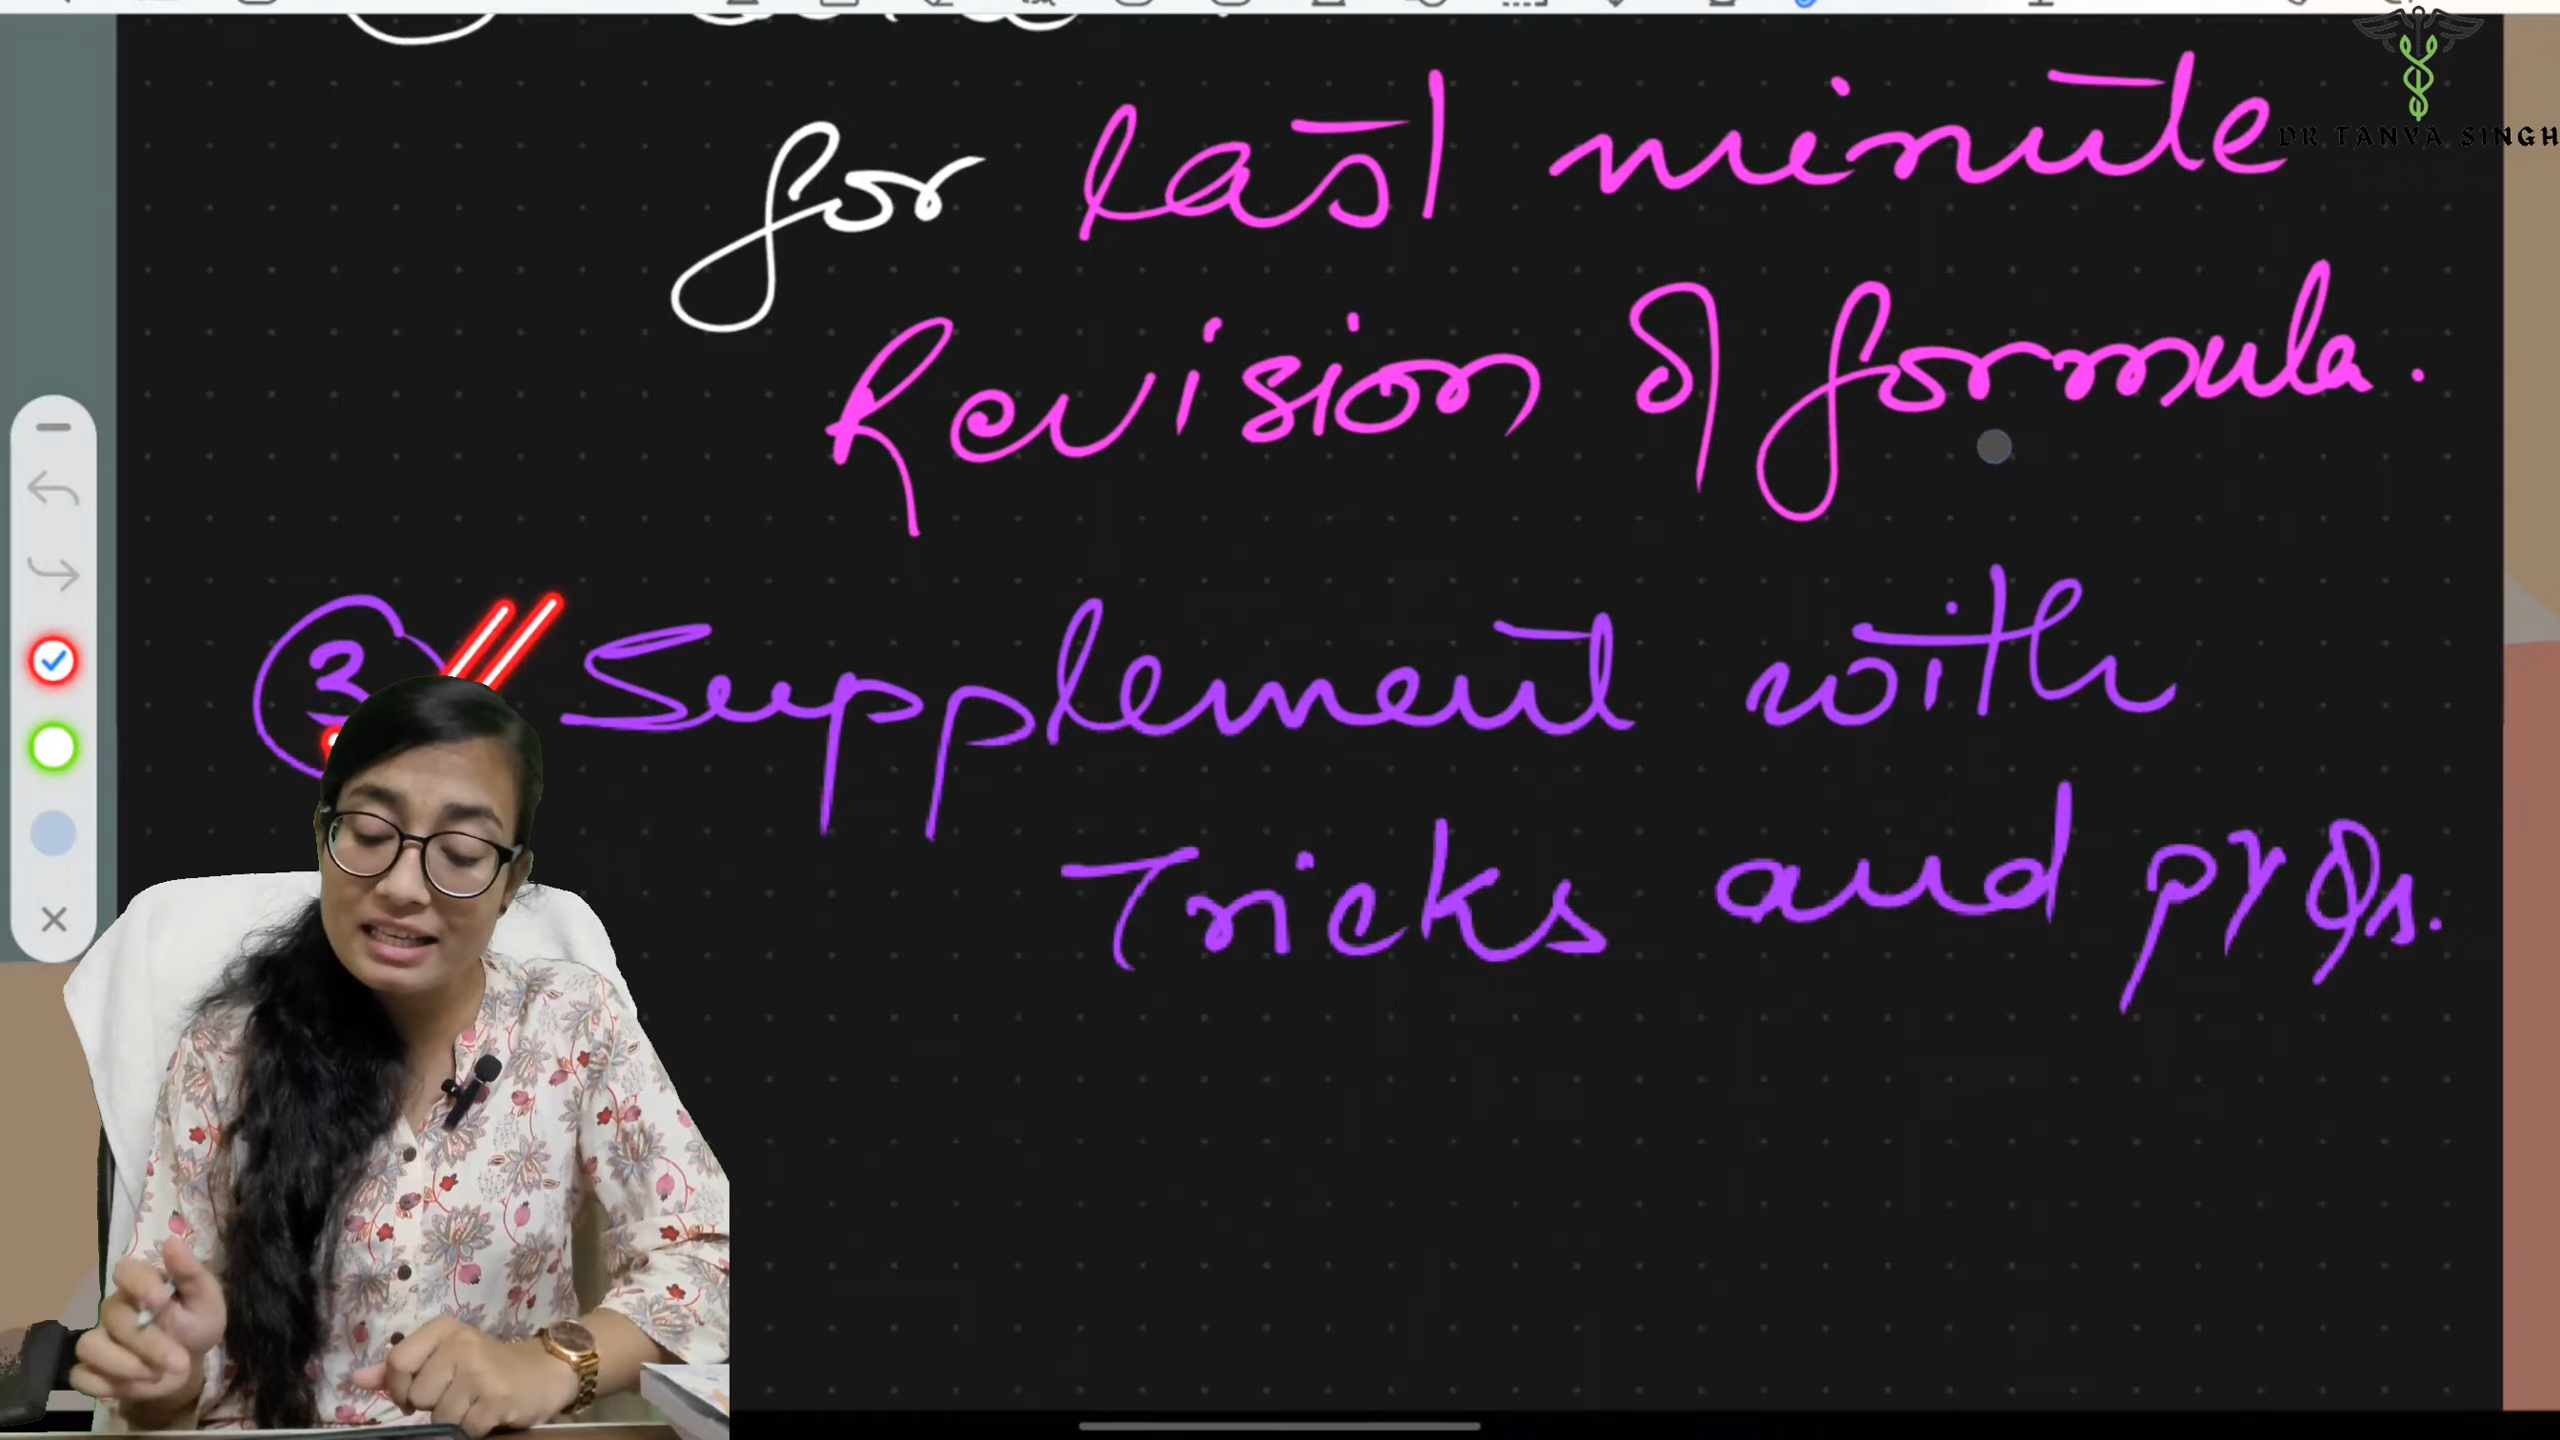 DR TANYA SINGH
for last minute
Revision of formula.
3 Supplement with
Tricks and PYQs.